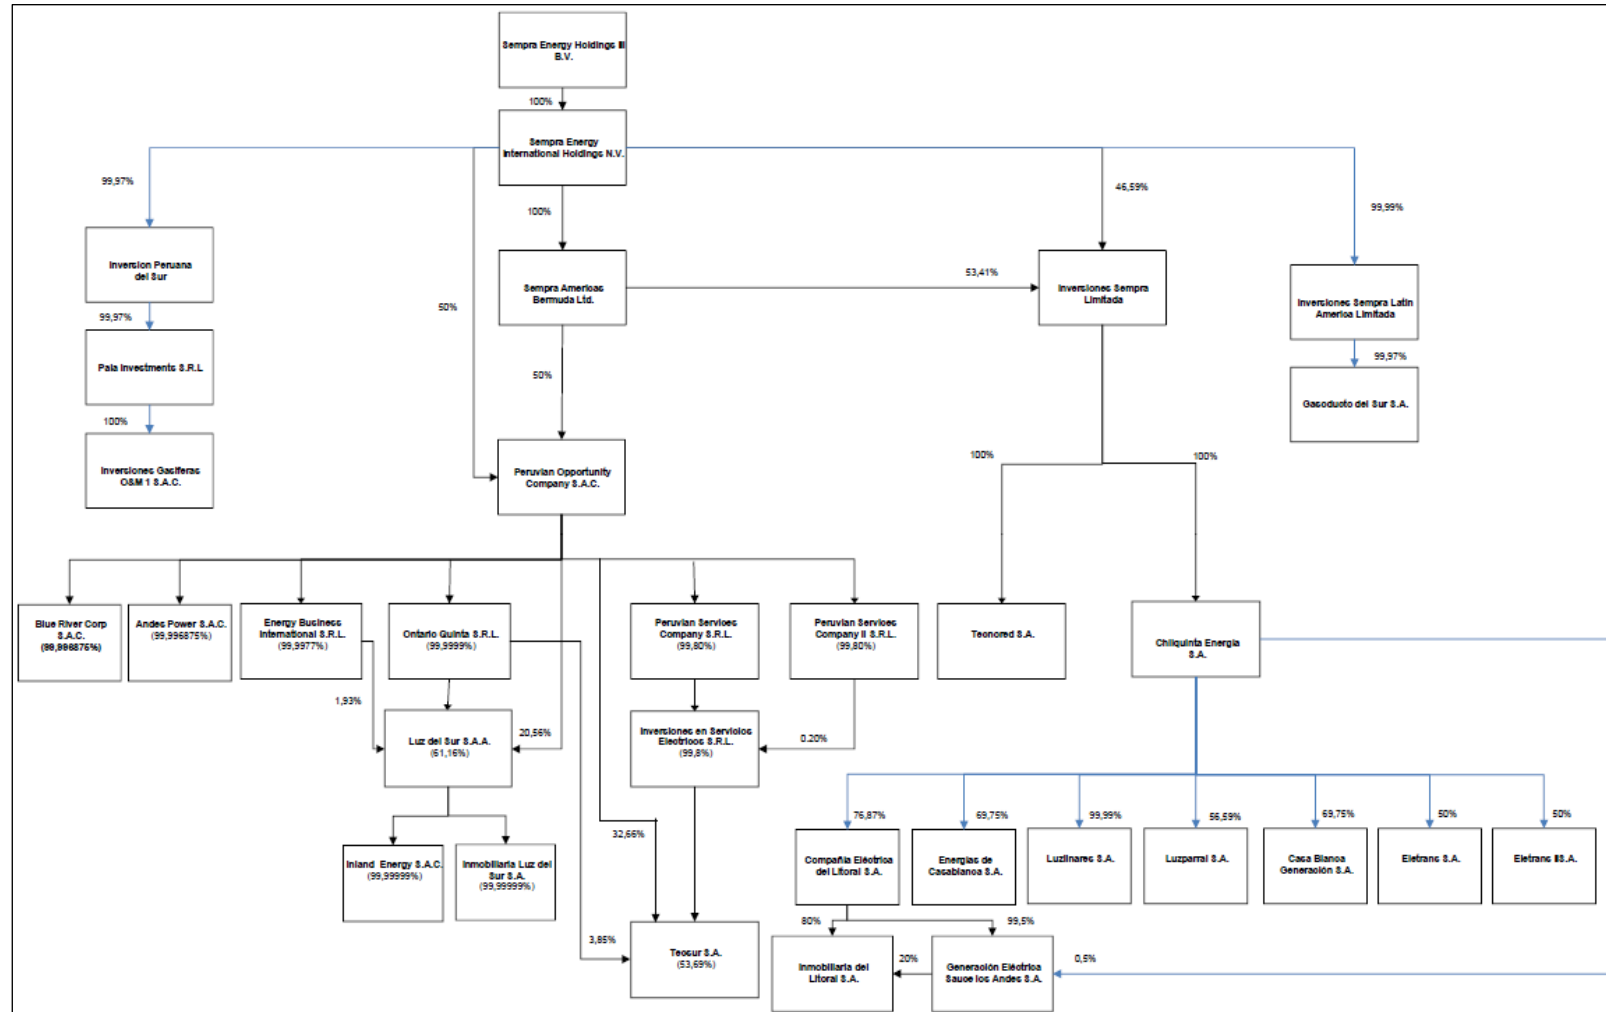 Sempra Energy Holdings III
B.V.
100%
Sempra Energy
International Holdings N.V.
99,97%
46,59%
100%
99,99%
Inversion Peruana
del Sur
Sempra Americas
Bermuda Ltd.
53,41%
Inversiones Sempra
Limitada
Inversiones Sempra Latin
America Limitada
50%
99,97%
Paia Investments S.R.L
50%
99,97%
Gasoducto del Sur S.A.
100%
Inversiones Gasiferas
O&M 1 S.A.C.
Peruvian Opportunity
Company S.A.C.
100%
100%
Blue River Corp
S.A.C.
(99,996875%)
Andes Power S.A.C.
(99,996875%)
Energy Business
International S.R.L.
(99,9977%)
Ontario Quinta S.R.L.
(99,9999%)
Peruvian Services
Company S.R.L.
(99,80%)
Peruvian Services
Company II S.R.L.
(99,80%)
Tecnored S.A.
Chilquinta Energia
S.A.
1,93%
Luz del Sur S.A.A.
(61,16%)
20,56%
Inversiones en Servicios
Electricos S.R.L.
(99,8%)
0.20%
76,87%
69,75%
99,99%
56,59%
69,75%
50%
50%
32,66%
Inland Energy S.A.C.
(99,99999%)
Inmobiliaria Luz del
Sur S.A.
(99,99999%)
Compañía Eléctrica
del Litoral S.A.
Energías de
Casablanca S.A.
Luzlinares S.A.
Luzparral S.A.
Casa Blanca
Generación S.A.
Eletrans S.A.
Eletrans II S.A.
80%
99,5%
3,85%
Tecsur S.A.
(53,69%)
Inmobiliaria del
Litoral S.A.
20%
Generación Eléctrica
Sauce los Andes S.A.
0,5%